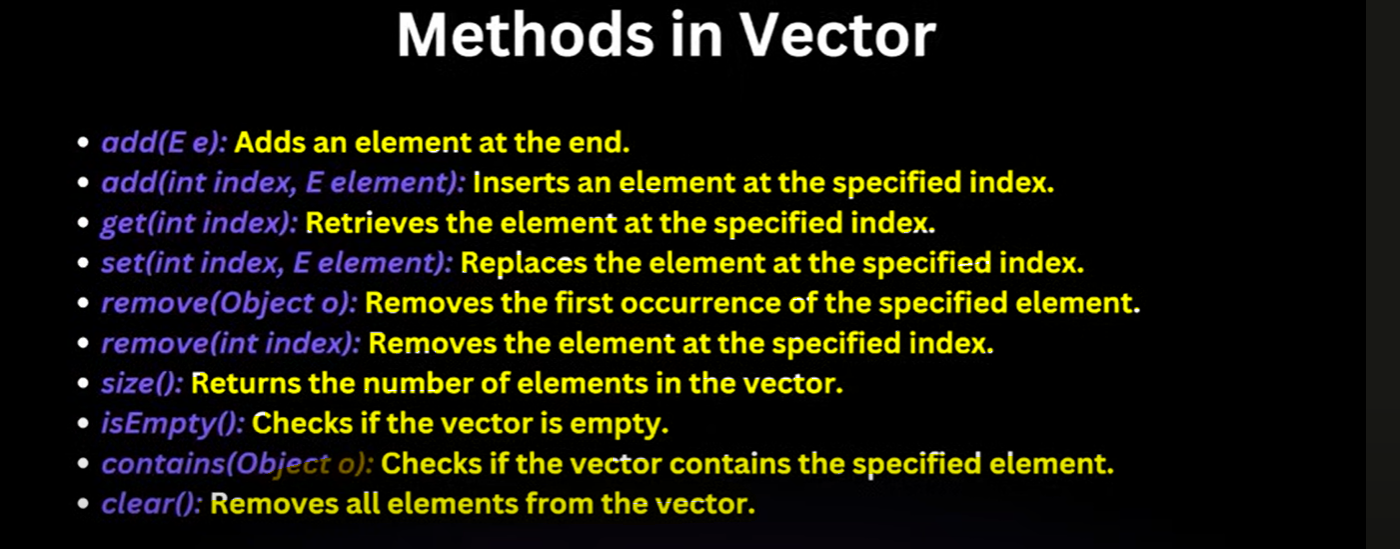 Methods in Vector
• add(E e): Adds an element at the end.
• add(int index, E element): Inserts an element at the specified index.
• get(int index): Retrieves the element at the specified index.
• set(int index, E element): Replaces the element at the specified index.
• remove(Object o): Removes the first occurrence of the specified element.
• remove(int index): Removes the element at the specified index.
• size(): Returns the number of elements in the vector.
• isEmpty(): Checks if the vector is empty.
• contains(Object o): Checks if the vector contains the specified element.
• clear(): Removes all elements from the vector.